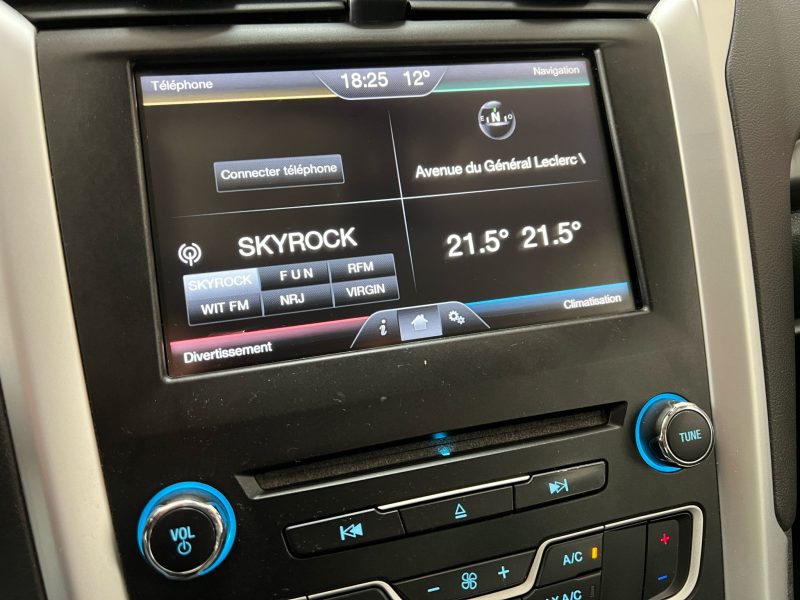 Téléphone
18:25 12°
Navigation
E N O
Connecter téléphone
Avenue du Général Leclerc \
SKYROCK
21.5° 21.5°
SKYROCK FUN RFM
WIT FM NRJ VIRGIN
Divertissement
i
Climatisation
TUNE
VOL
A/C
+
- +
-
A/C